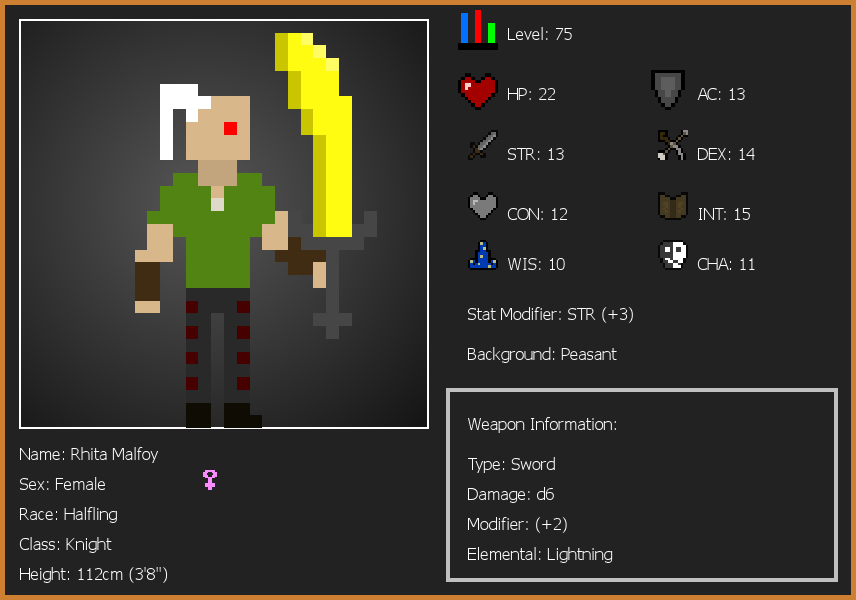 Level: 75
HP: 22
AC: 13
STR: 13
DEX: 14
CON: 12
INT: 15
WIS: 10
CHA: 11
Stat Modifier: STR (+3)
Background: Peasant
Weapon Information:
Type: Sword
Damage: d6
Modifier: (+2)
Elemental: Lightning
Name: Rhita Malfoy
Sex: Female
Race: Halfling
Class: Knight
Height: 112cm (3'8")